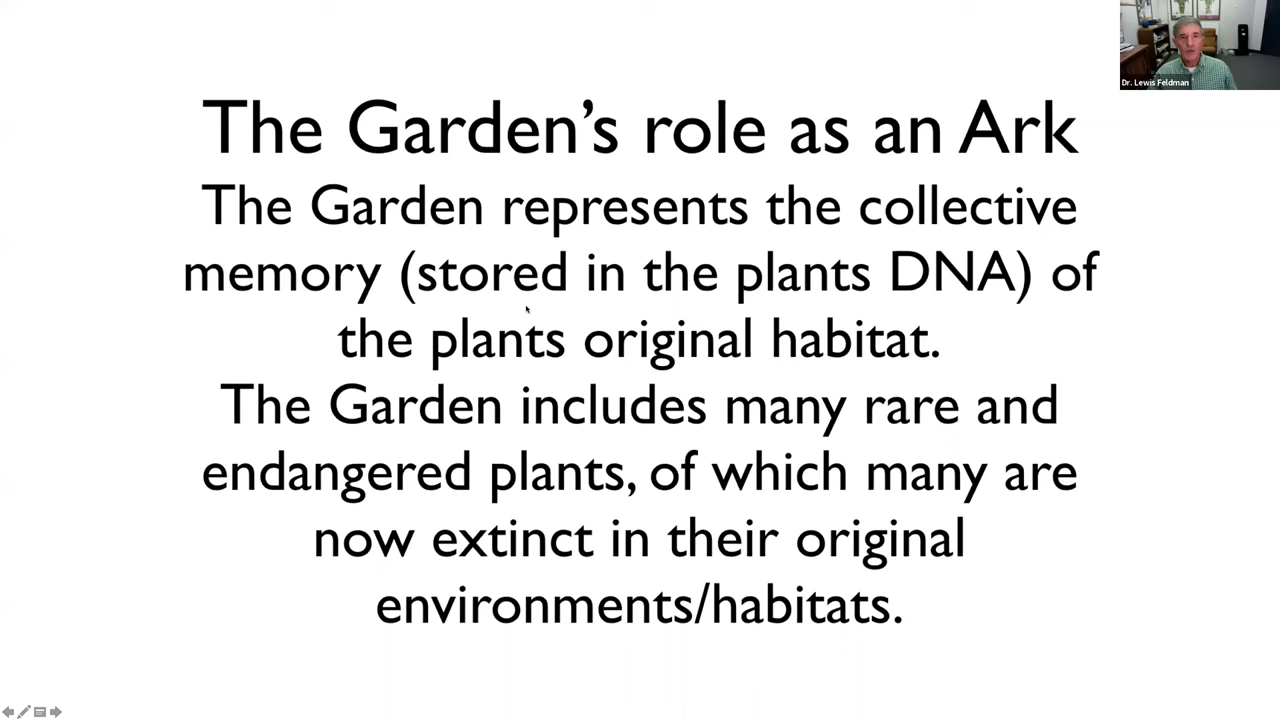 Dr. Lewis Feldman
The Garden's role as an Ark
The Garden represents the collective
memory (stored in the plants DNA) of
the plants original habitat.
The Garden includes many rare and
endangered plants, of which many are
now extinct in their original
environments/habitats.